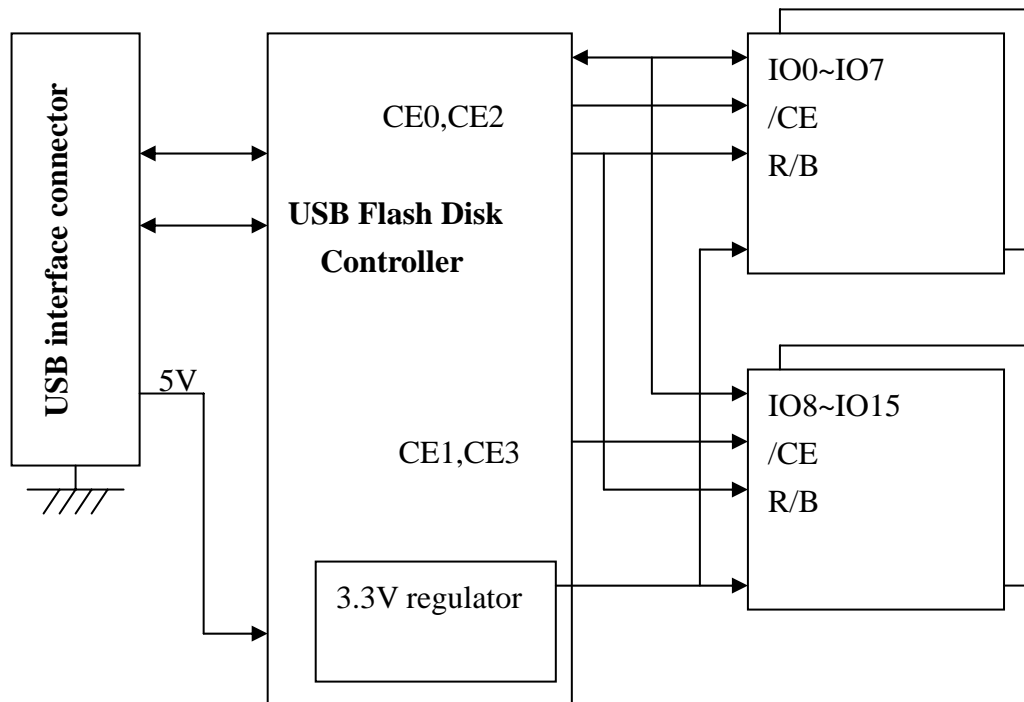 USB interface connector
5V
CE0,CE2
USB Flash Disk
Controller
CE1,CE3
3.3V regulator
IO0~IO7
/CE
R/B
IO8~IO15
/CE
R/B